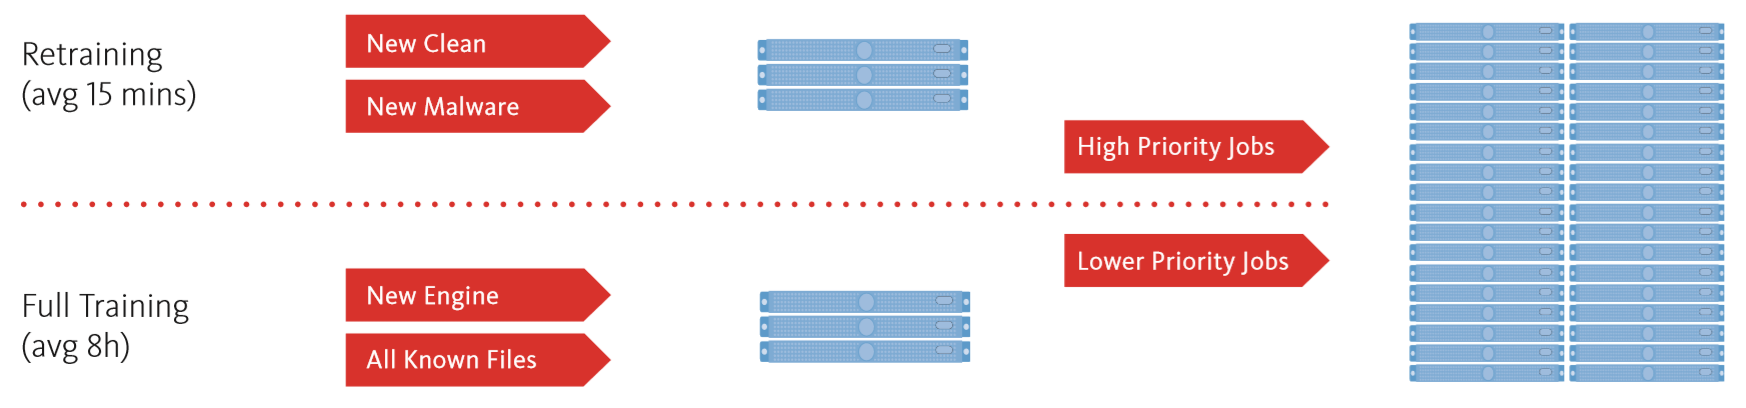 Retraining
(avg 15 mins)
New Clean
New Malware
High Priority Jobs
Full Training
(avg 8h)
New Engine
All Known Files
Lower Priority Jobs